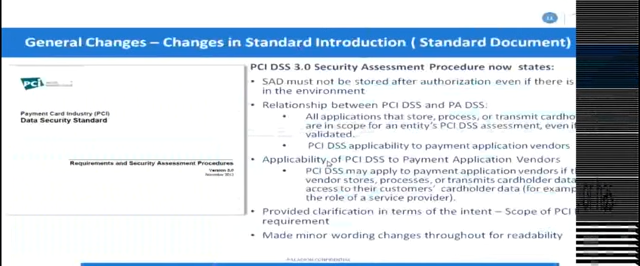 General Changes – Changes in Standard Introduction ( Standard Document)
PCI DSS 3.0 Security Assessment Procedure now states:
SAD must not be stored after authorization even if there is
in the environment
Relationship between PCI DSS and PA DSS:
All applications that store, process, or transmit cardho
are in scope for an entity's PCI DSS assessment, even i
validated.
PCI DSS applicability to payment application vendors
Applicability of PCI DSS to Payment Application Vendors
PCI DSS may apply to payment application vendors if t
vendor stores, processes, or transmits cardholder data
access to their customers' cardholder data (for examp
the role of a service provider).
Provided clarification in terms of the intent – Scope of PCI
requirement
Made minor wording changes throughout for readability
PCI
Payment Card Industry (PCI)
Data Security Standard
Requirements and Security Assessment Procedures
Version 3.0
November 2013